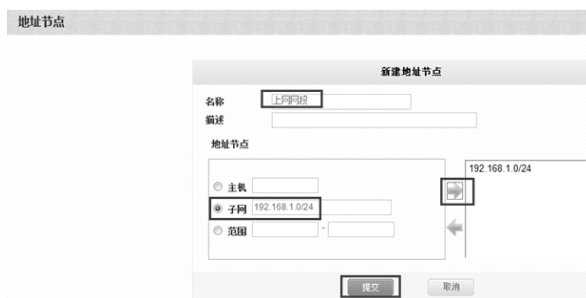 地址节点
新建地址节点
名称 上网网段
描述
地址节点
192.168.1.0/24
主机
子网 192.168.1.0/24
范围 -
提交 取消